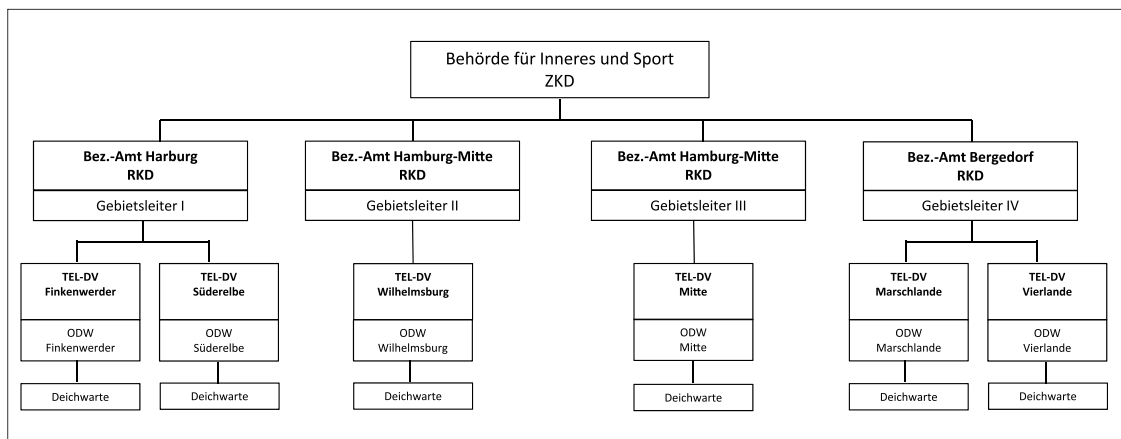 Behörde für Inneres und Sport
ZKD
Bez.-Amt Harburg
RKD
Gebietsleiter I
Bez.-Amt Hamburg-Mitte
RKD
Gebietsleiter II
Bez.-Amt Hamburg-Mitte
RKD
Gebietsleiter III
Bez.-Amt Bergedorf
RKD
Gebietsleiter IV
TEL-DV
Finkenwerder
ODW
Finkenwerder
Deichwarte
TEL-DV
Süderelbe
ODW
Süderelbe
Deichwarte
TEL-DV
Wilhelmsburg
ODW
Wilhelmsburg
Deichwarte
TEL-DV
Mitte
ODW
Mitte
Deichwarte
TEL-DV
Marschlande
ODW
Marschlande
Deichwarte
TEL-DV
Vierlande
ODW
Vierlande
Deichwarte